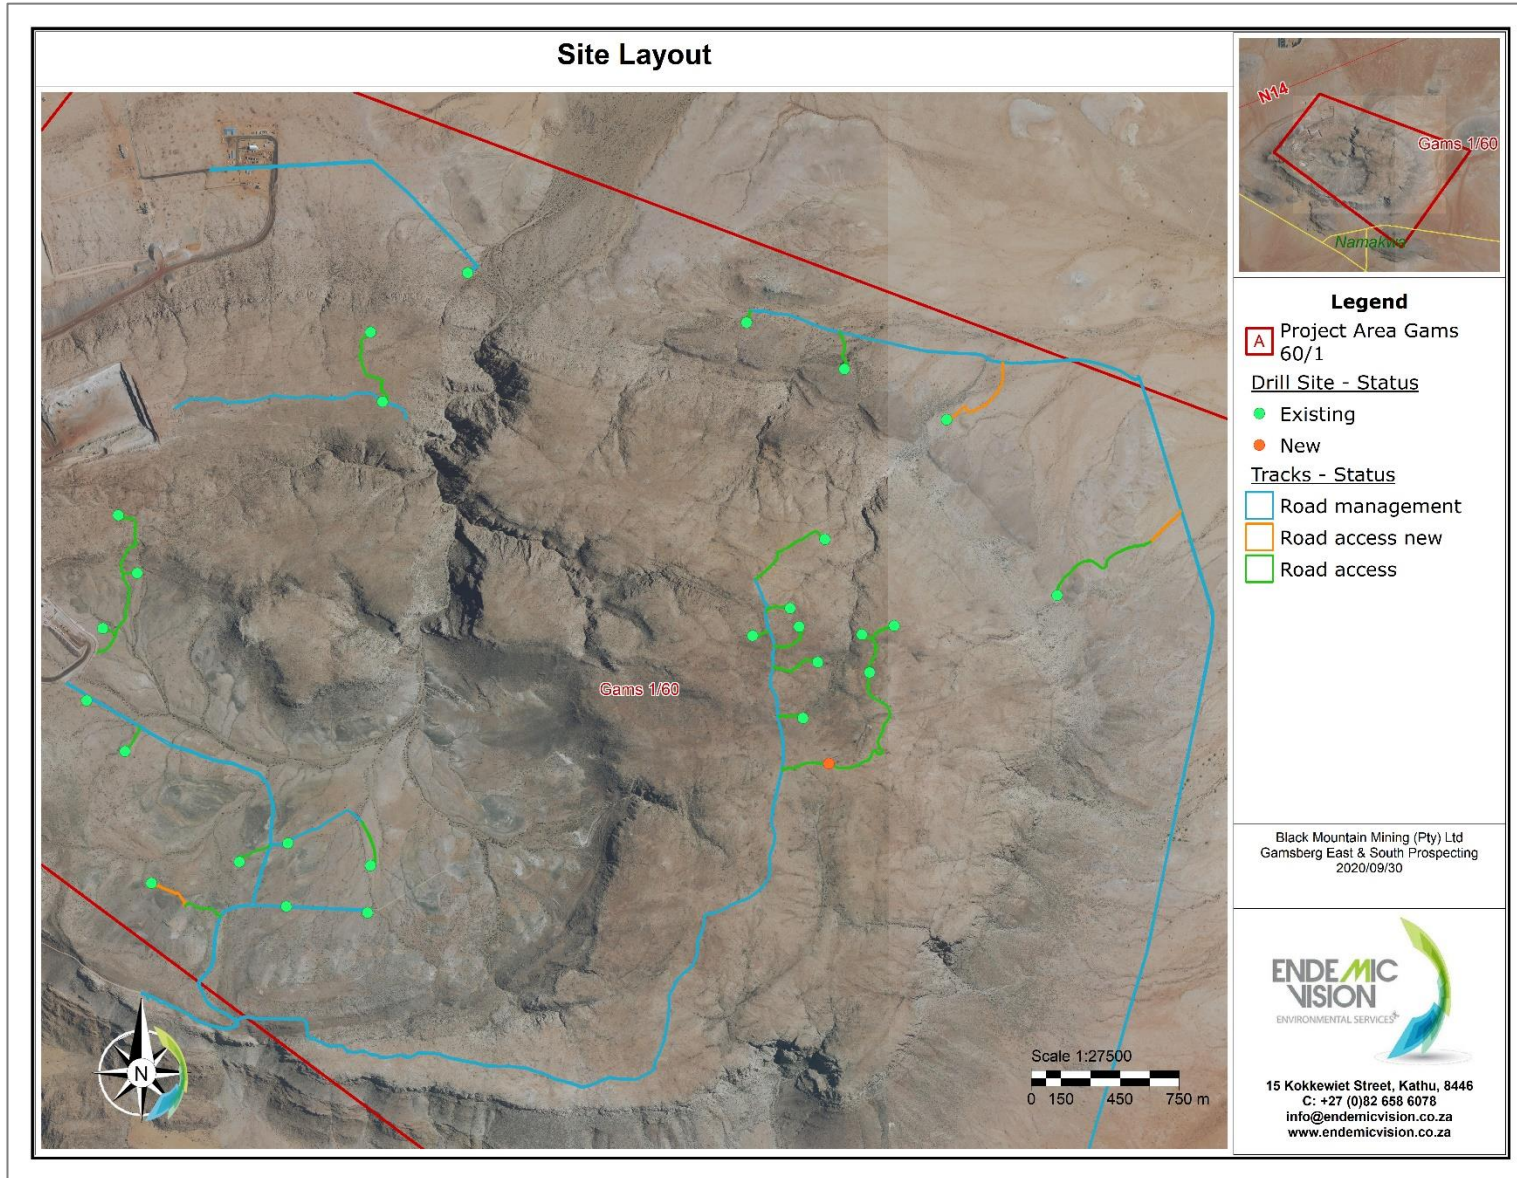 Site Layout
N14
Gams 1/60
Namakwa
Gams 1/60
Legend
A
Project Area Gams
60/1
Drill Site - Status
Existing
New
Tracks - Status
Road management
Road access new
Road access
Black Mountain Mining (Pty) Ltd
Gamsberg East & South Prospecting
2020/09/30
ENDEMIC
VISION
ENVIRONMENTAL SERVICES
15 Kokkewiet Street, Kathu, 8446
C: +27 (0)82 658 6078
info@endemicvision.co.za
www.endemicvision.co.za
N
Scale 1:27500
0 150 450 750 m